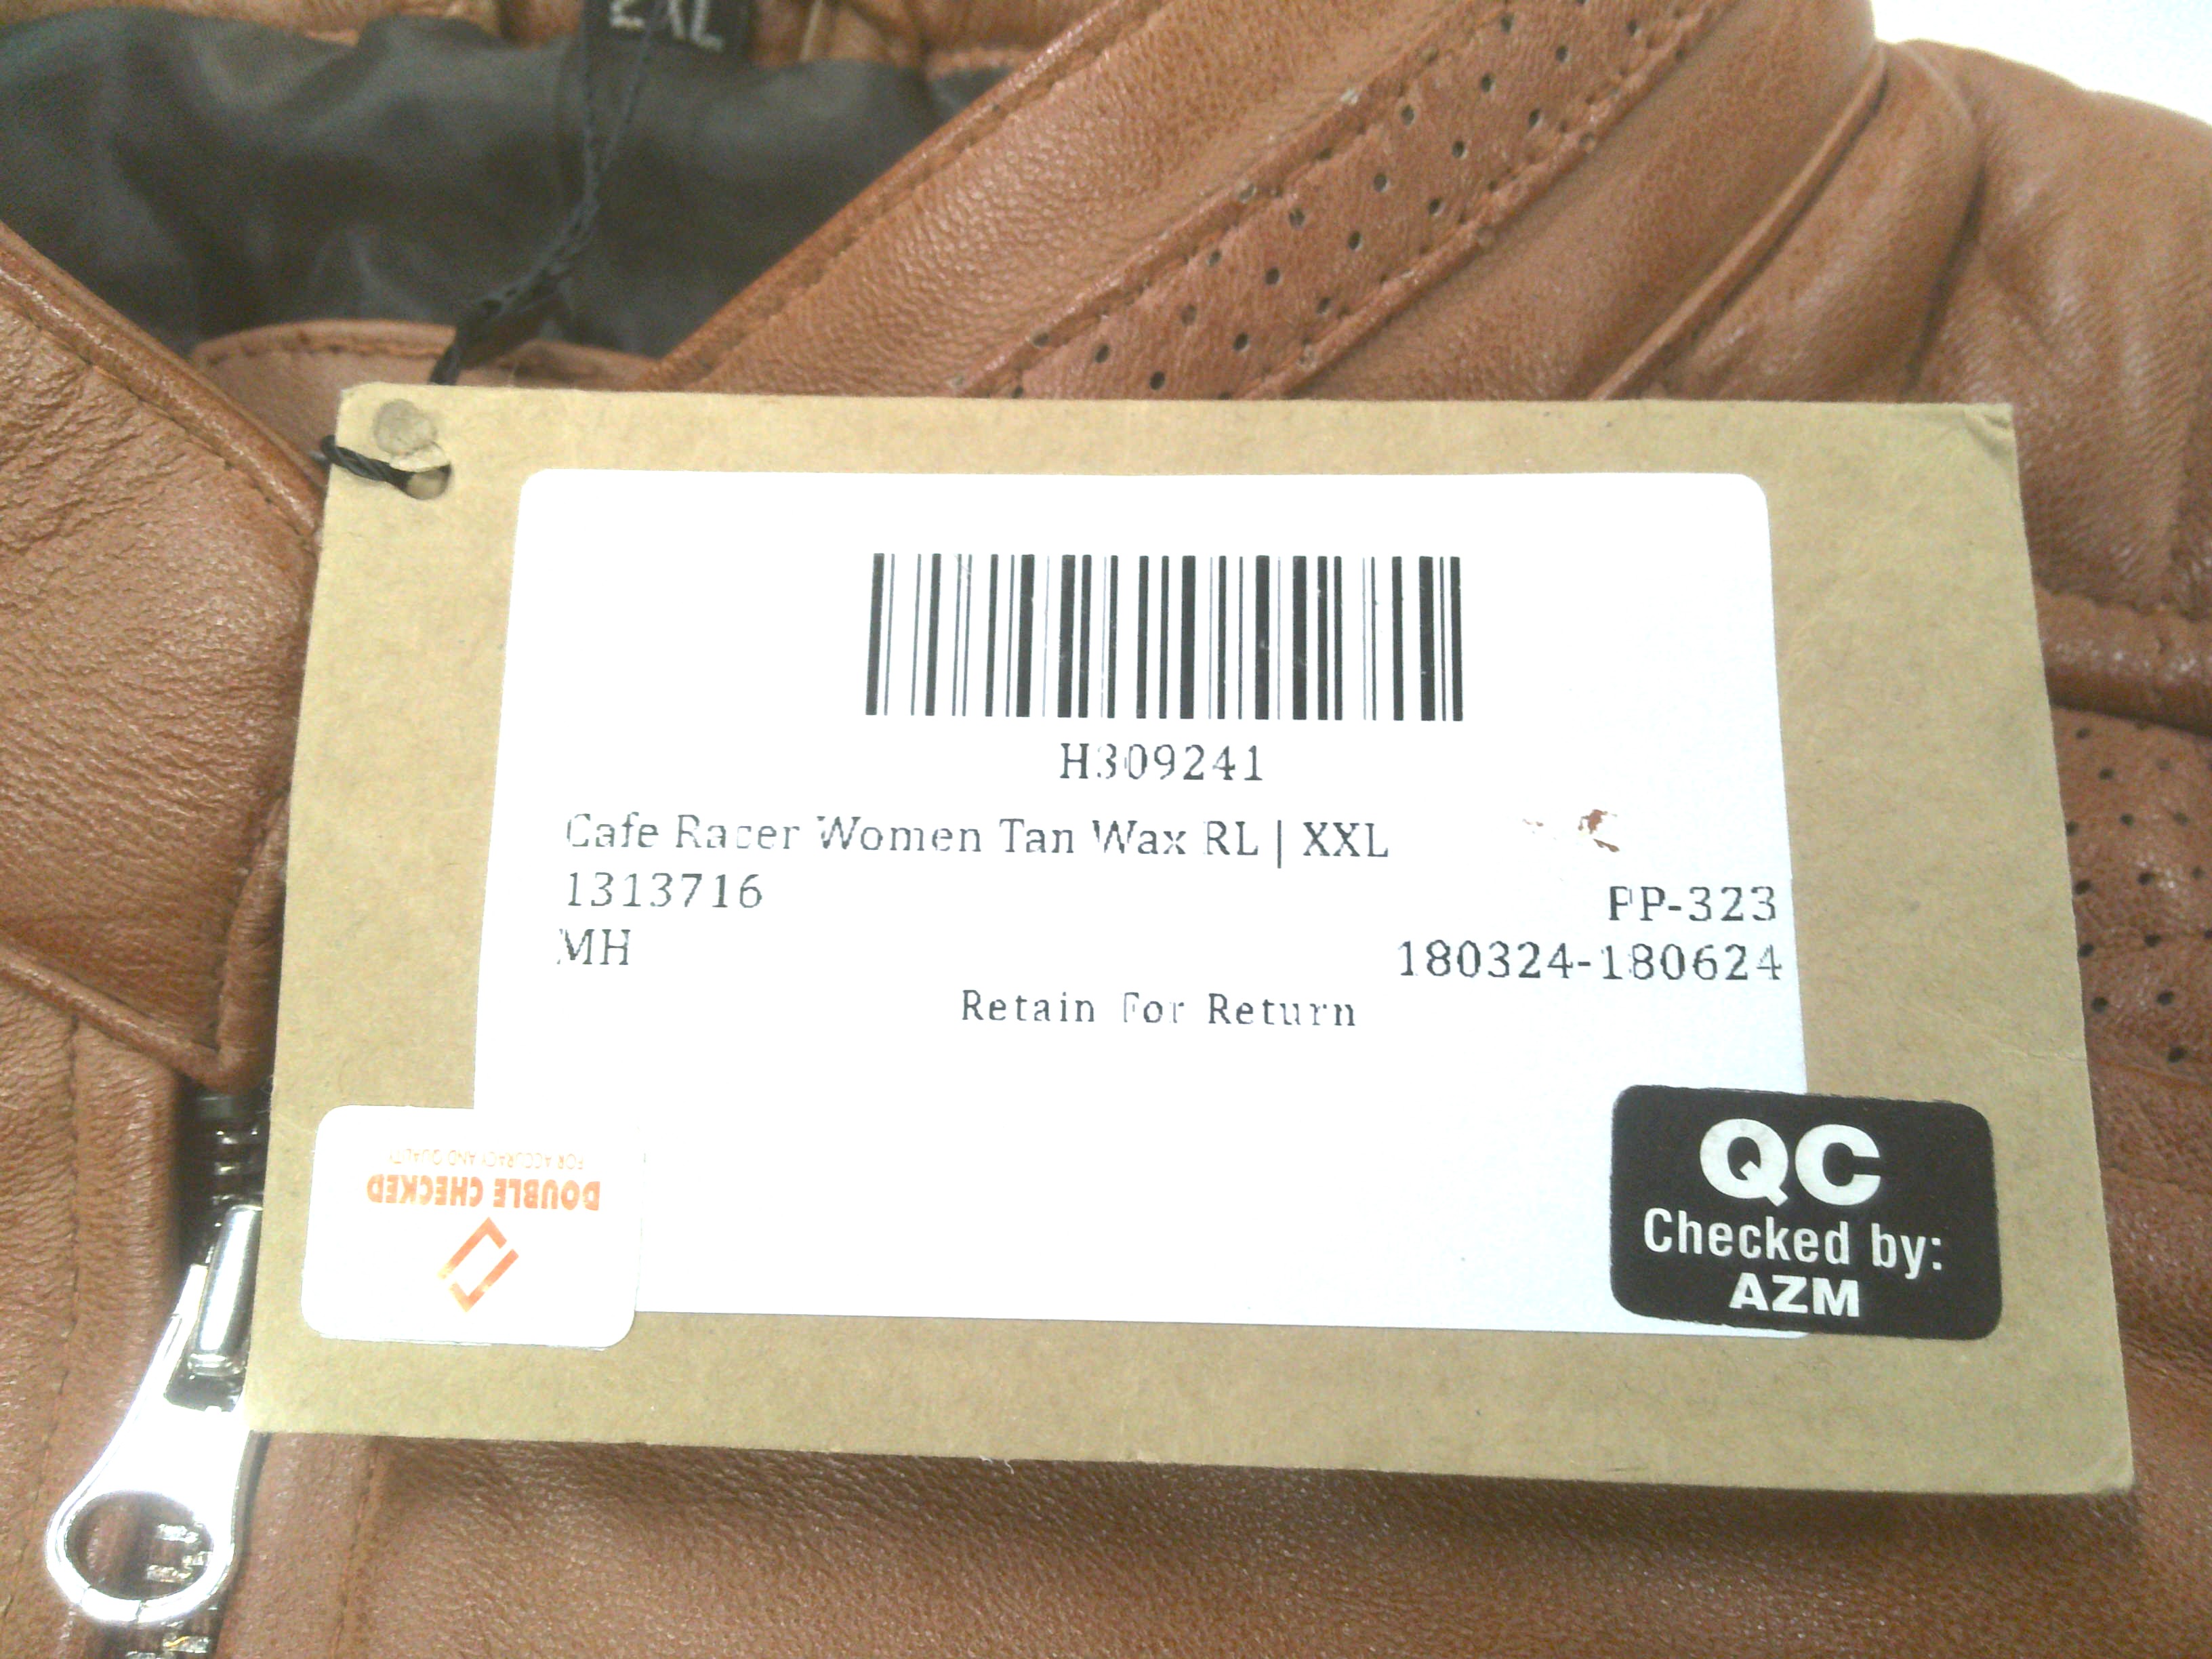 2XL
H309241
Cafe Racer Women Tan Wax RL | XXL
1313716
PP-323
MH
180324-180624
Retain For Return
DOUBLE CHECKED
FOR ACCURACY AND QUALITY
QC
Checked by:
AZM